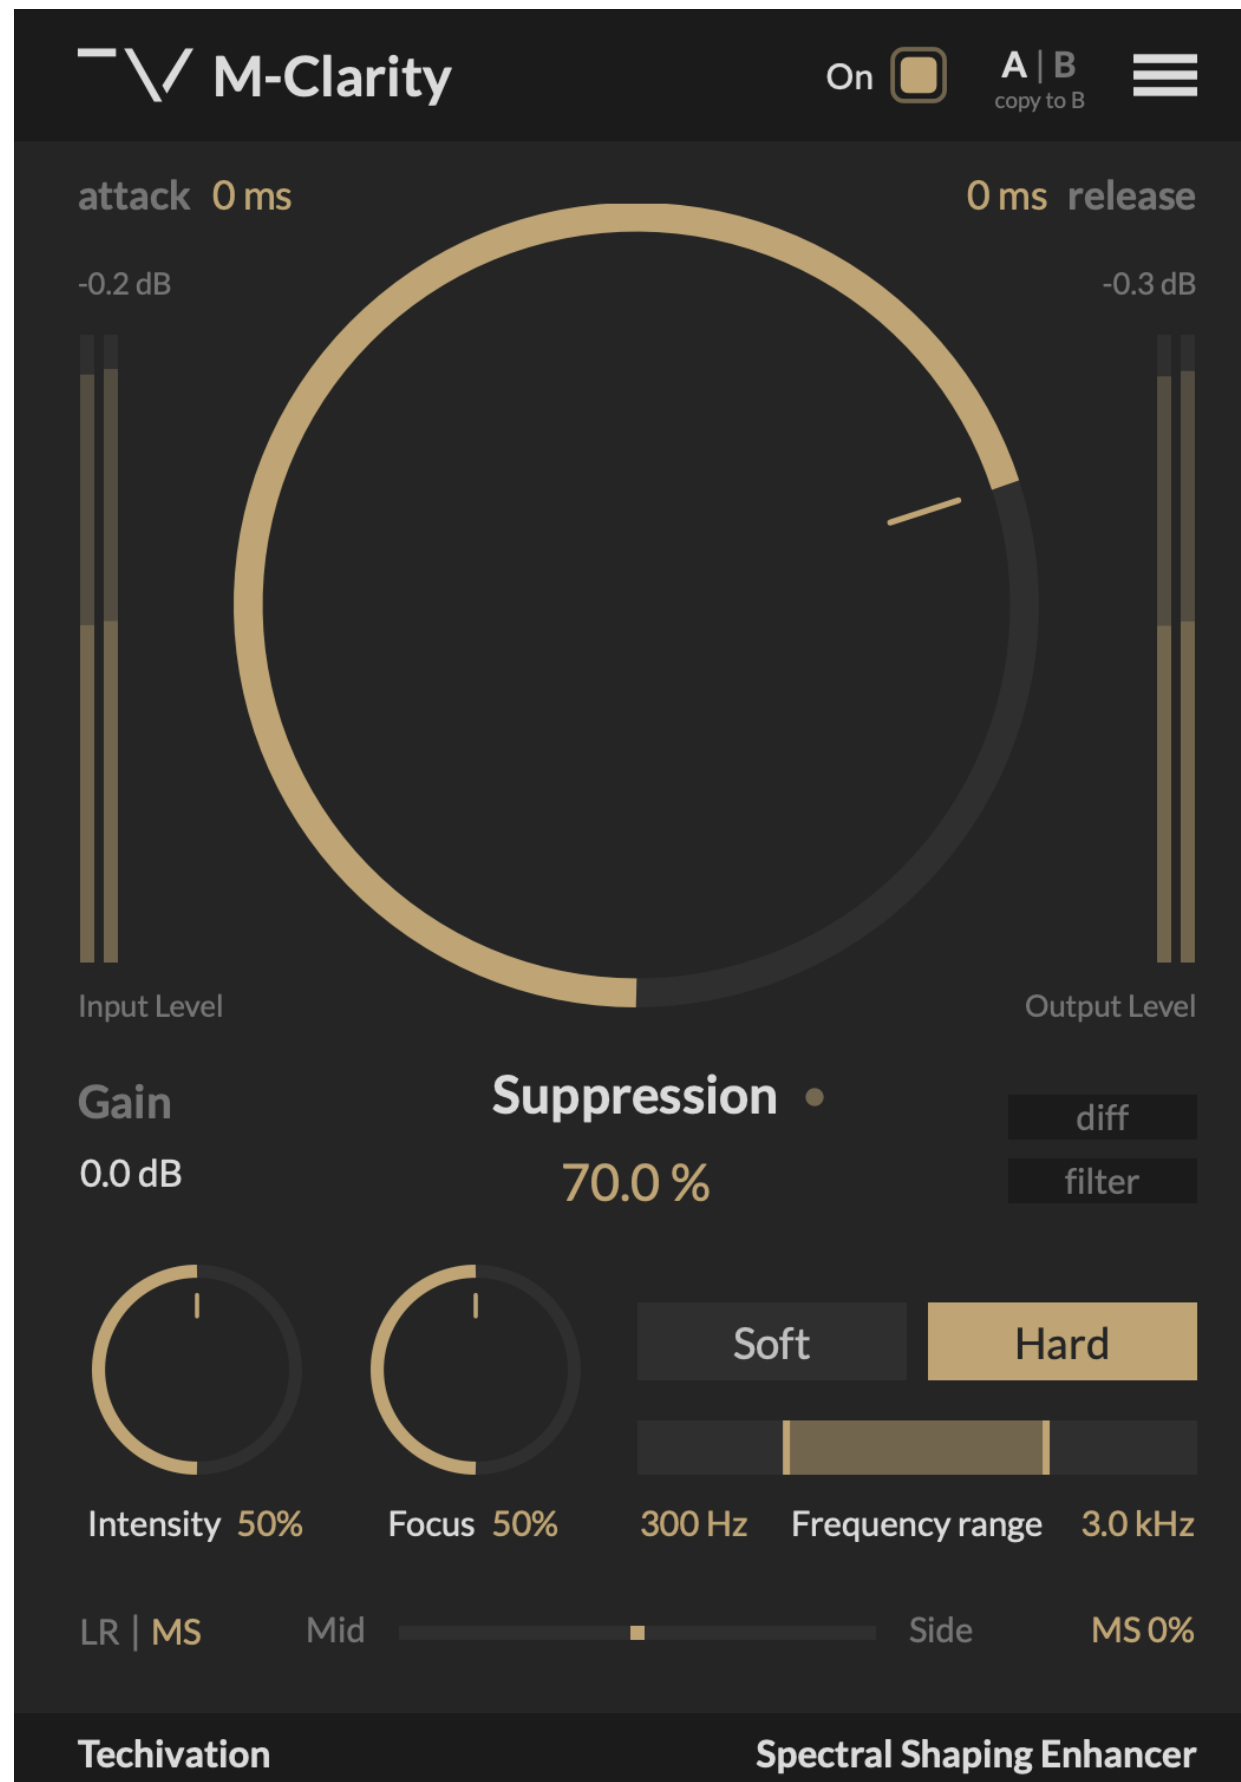 M-Clarity On A | B
copy to B
attack 0 ms 0 ms release
-0.2 dB -0.3 dB
Input Level Output Level
Gain Suppression diff
0.0 dB 70.0 % filter
Soft Hard
Intensity 50% Focus 50% 300 Hz Frequency range 3.0 kHz
LR | MS Mid Side MS 0%
Techivation Spectral Shaping Enhancer